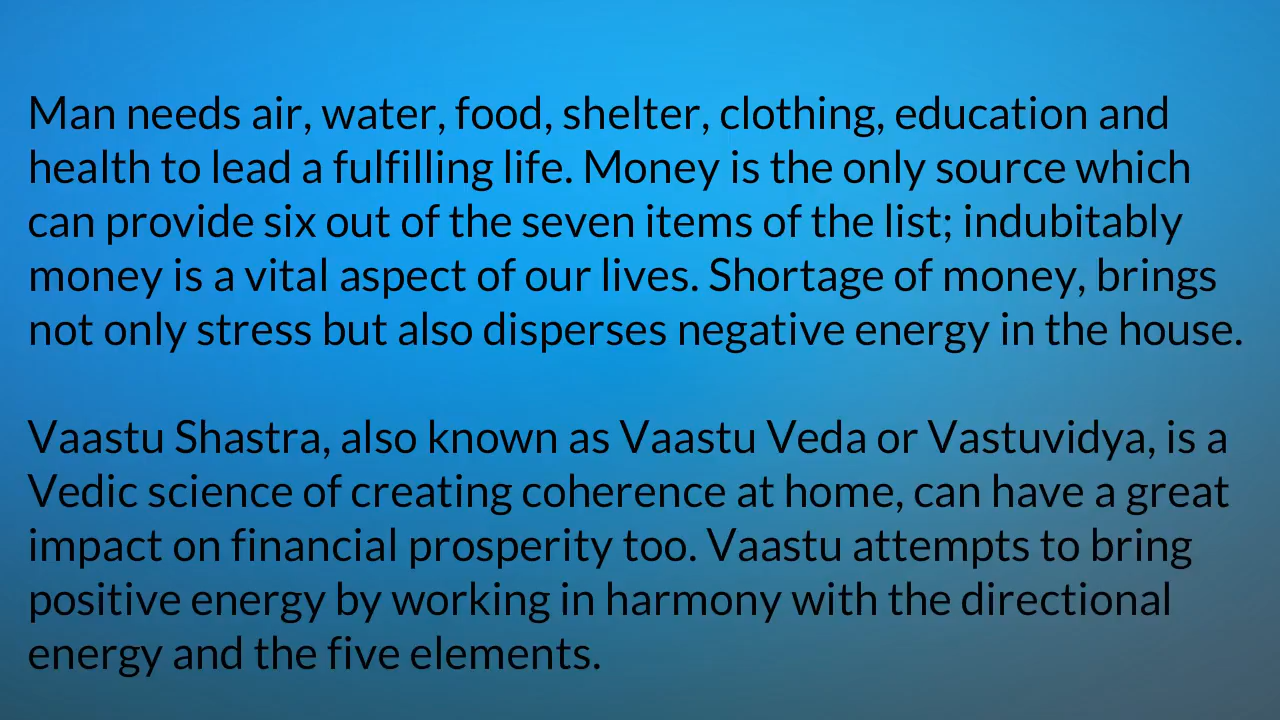 Man needs air, water, food, shelter, clothing, education and
health to lead a fulfilling life. Money is the only source which
can provide six out of the seven items of the list; indubitably
money is a vital aspect of our lives. Shortage of money, brings
not only stress but also disperses negative energy in the house.
Vaastu Shastra, also known as Vaastu Veda or Vastuvidya, is a
Vedic science of creating coherence at home, can have a great
impact on financial prosperity too. Vaastu attempts to bring
positive energy by working in harmony with the directional
energy and the five elements.